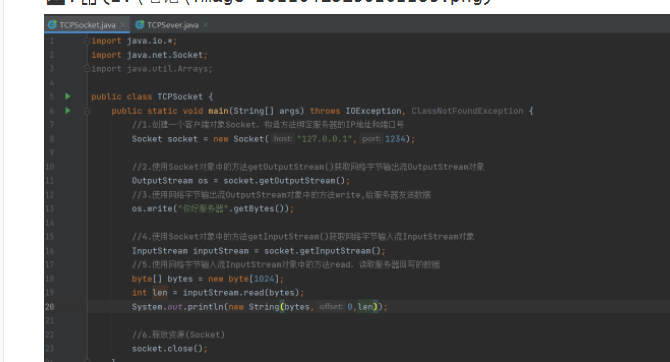 TCPSocket.java × TCPSever.java ×
1 import java.io.*;
2 import java.net.Socket;
3 import java.util.Arrays;
4
5 public class TCPSocket {
6 public static void main(String[] args) throws IOException, ClassNotFoundException {
7 //1.创建一个客户端对象Socket，构造方法绑定服务器的IP地址和端口号
8 Socket socket = new Socket( host: "127.0.0.1", port: 1234);
9
10 //2.使用Socket对象中的方法getOutputStream()获取网络字节输出流OutputStream对象
11 OutputStream os = socket.getOutputStream();
12 //3.使用网络字节输出流OutputStream对象中的方法write,给服务器发送数据
13 os.write("你好服务器".getBytes());
14
15 //4.使用Socket对象中的方法getInputStream()获取网络字节输入流InputStream对象
16 InputStream inputStream = socket.getInputStream();
17 //5.使用网络字节输入流InputStream对象中的方法read，读取服务器回写的数据
18 byte[] bytes = new byte[1024];
19 int len = inputStream.read(bytes);
20 System.out.println(new String(bytes, offset: 0,len));
21
22 //6.释放资源(Socket)
23 socket.close();